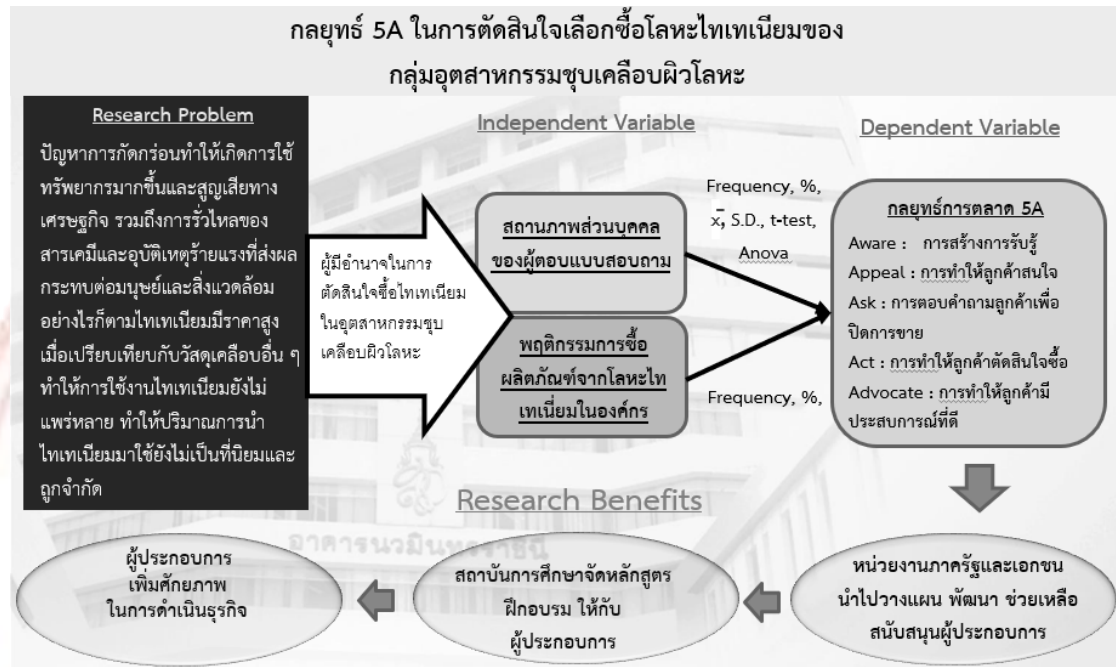 กลยุทธ์ 5A ในการตัดสินใจเลือกซื้อโลหะไทเทเนียมของ
กลุ่มอุตสาหกรรมชุบเคลือบผิวโลหะ
Research Problem
ปัญหาการกัดกร่อนทำให้เกิดการใช้
ทรัพยากรมากขึ้นและสูญเสียทาง
เศรษฐกิจ รวมถึงการรั่วไหลของ
สารเคมีและอุบัติเหตุร้ายแรงที่ส่งผล
กระทบต่อมนุษย์และสิ่งแวดล้อม
อย่างไรก็ตามไทเทเนียมมีราคาสูง
เมื่อเปรียบเทียบกับวัสดุเคลือบอื่น ๆ
ทำให้การใช้งานไทเทเนียมยังไม่
แพร่หลาย ทำให้ปริมาณการนำ
ไทเทเนียมมาใช้ยังไม่เป็นที่นิยมและ
ถูกจำกัด
ผู้มีอำนาจในการ
ตัดสินใจซื้อไทเทเนียม
ในอุตสาหกรรมชุบ
เคลือบผิวโลหะ
Independent Variable
สถานภาพส่วนบุคคล
ของผู้ตอบแบบสอบถาม
พฤติกรรมการซื้อ
ผลิตภัณฑ์จากโลหะไท
เทเนี่ยมในองค์กร
Frequency, %,
x̄, S.D., t-test,
Anova
Frequency, %,
Dependent Variable
กลยุทธ์การตลาด 5A
Aware : การสร้างการรับรู้
Appeal : การทำให้ลูกค้าสนใจ
Ask : การตอบคำถามลูกค้าเพื่อ
ปิดการขาย
Act : การทำให้ลูกค้าตัดสินใจซื้อ
Advocate : การทำให้ลูกค้ามี
ประสบการณ์ที่ดี
Research Benefits
อาคารนวมินทรราชินี
ผู้ประกอบการ
เพิ่มศักยภาพ
ในการดำเนินธุรกิจ
สถาบันการศึกษาจัดหลักสูตร
ฝึกอบรม ให้กับ
ผู้ประกอบการ
หน่วยงานภาครัฐและเอกชน
นำไปวางแผน พัฒนา ช่วยเหลือ
สนับสนุนผู้ประกอบการ